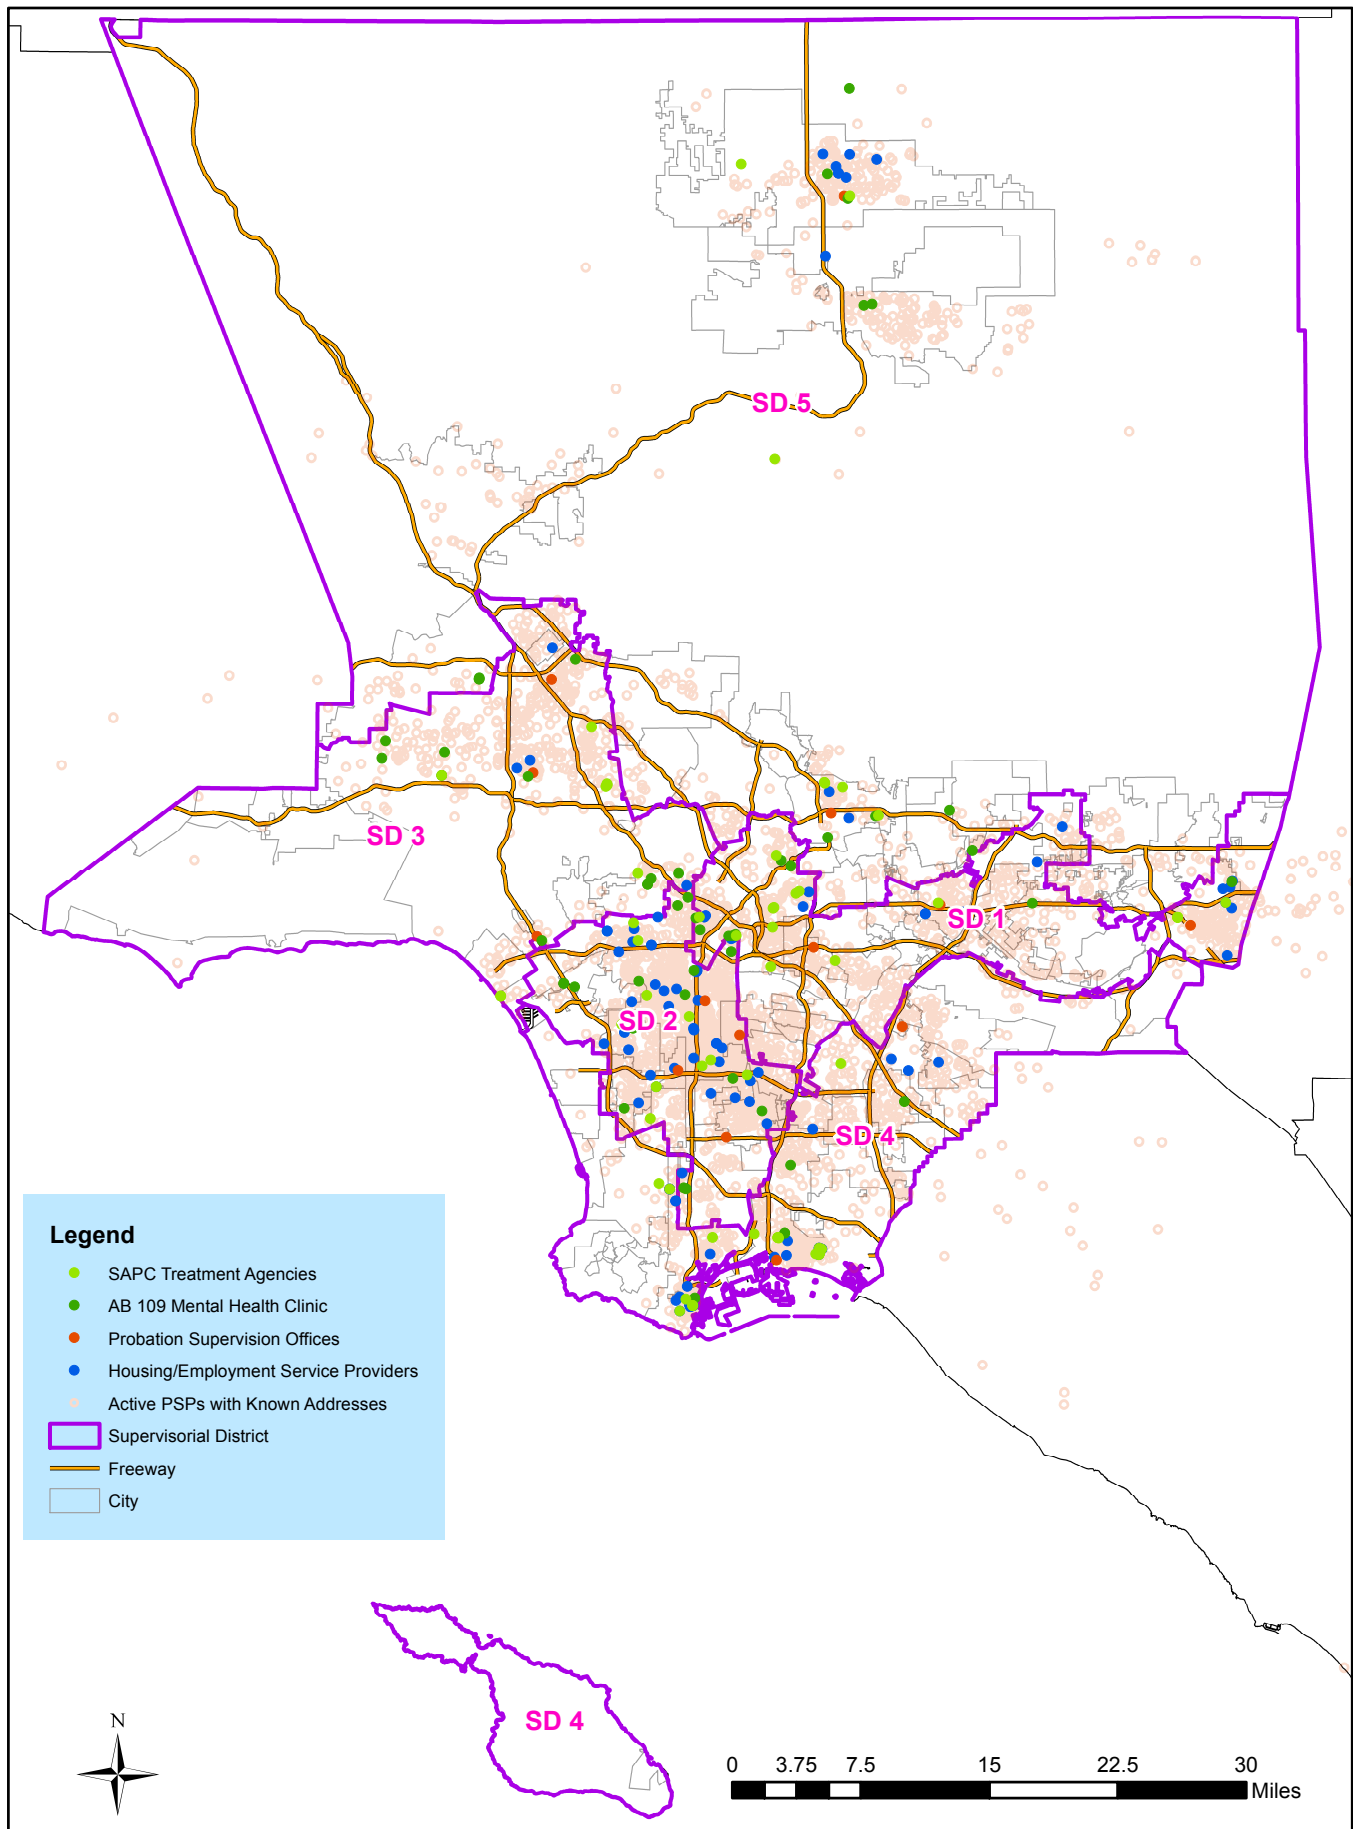 SD 5
SD 3
SD 1
SD 2
SD 4
Legend
SAPC Treatment Agencies
AB 109 Mental Health Clinic
Probation Supervision Offices
Housing/Employment Service Providers
Active PSPs with Known Addresses
Supervisorial District
Freeway
City
SD 4
N
0 3.75 7.5 15 22.5 30
Miles